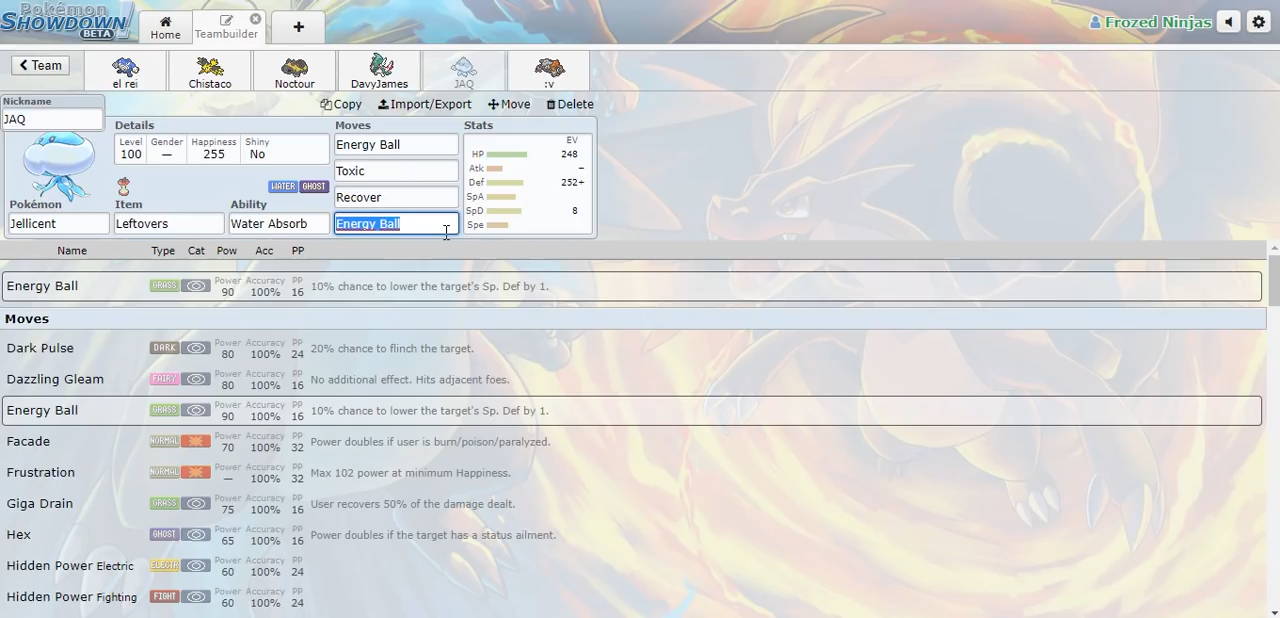 Pokémon
SHOWDOWN
BETA
Home
Teambuilder
+
Frozed Ninjas
Team
el rei
Chistaco
Noctour
DavyJames
JAQ
:v
Nickname
JAQ
Copy
Import/Export
Move
Delete
Details
Moves
Stats
Level Gender Happiness Shiny
100 — 255 No
Energy Ball
Toxic
Recover
Energy Ball
EV
HP 248
Atk –
Def 252+
SpA
SpD 8
Spe
WATER GHOST
Pokémon Item Ability
Jellicent Leftovers Water Absorb
Name Type Cat Pow Acc PP
Energy Ball GRASS Power 90 Accuracy 100% PP 16 10% chance to lower the target's Sp. Def by 1.
Moves
Dark Pulse DARK Power 80 Accuracy 100% PP 24 20% chance to flinch the target.
Dazzling Gleam FAIRY Power 80 Accuracy 100% PP 16 No additional effect. Hits adjacent foes.
Energy Ball GRASS Power 90 Accuracy 100% PP 16 10% chance to lower the target's Sp. Def by 1.
Facade NORMAL Power 70 Accuracy 100% PP 32 Power doubles if user is burn/poison/paralyzed.
Frustration NORMAL Power — Accuracy 100% PP 32 Max 102 power at minimum Happiness.
Giga Drain GRASS Power 75 Accuracy 100% PP 16 User recovers 50% of the damage dealt.
Hex GHOST Power 65 Accuracy 100% PP 16 Power doubles if the target has a status ailment.
Hidden Power Electric ELECTR Power 60 Accuracy 100% PP 24
Hidden Power Fighting FIGHT Power 60 Accuracy 100% PP 24